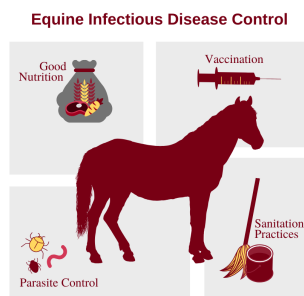 Equine Infectious Disease Control
Good
Nutrition
Vaccination
Sanitation
Practices
Parasite Control